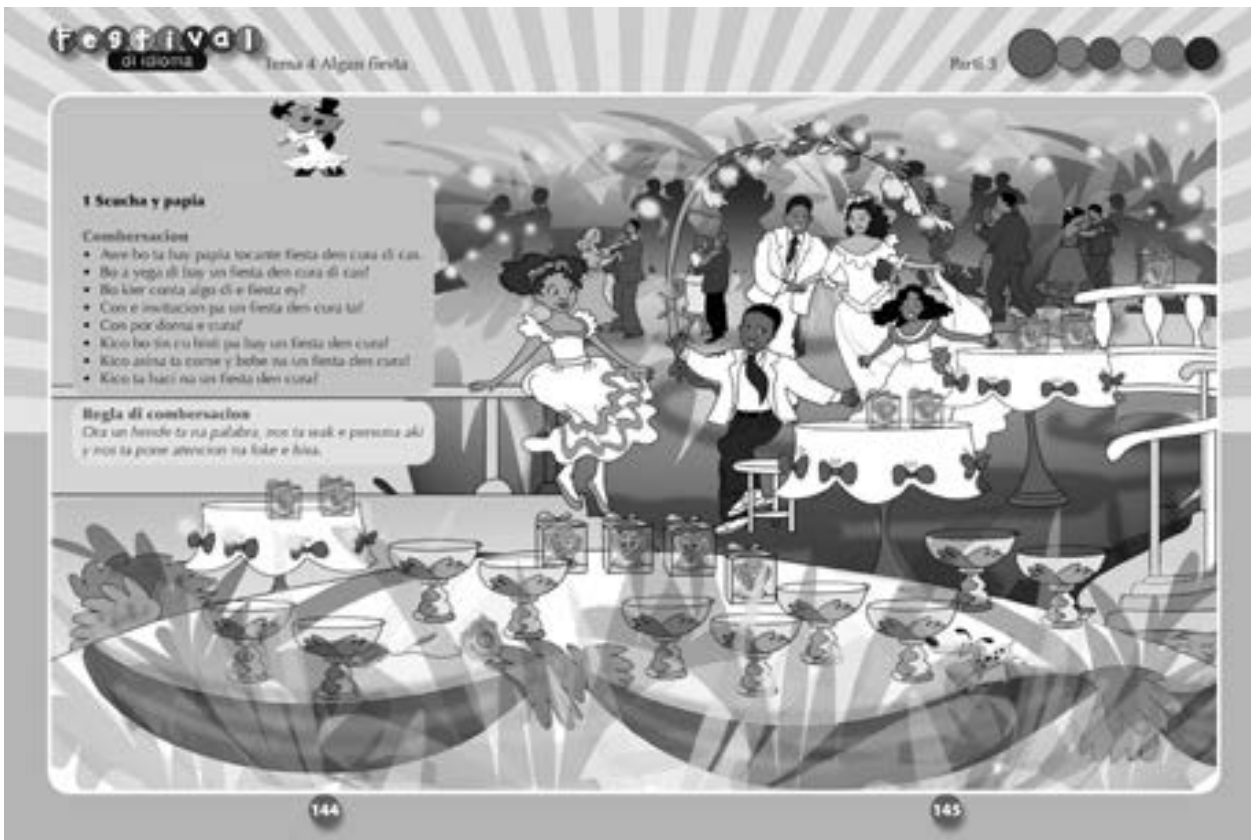 Festival
di idioma
Tema 4 Algun fiesta
Parti 3
1 Scucha y papia
Combersacion
• Awe bo ta bay papia tocante fiesta den cura di cas.
• Bo a yega di bay un fiesta den cura di cas?
• Bo kier conta algo di e fiesta ey?
• Con e invitacion pa un fiesta den cura ta?
• Con por dorna e cura?
• Kico bo tin cu bisti pa bay un fiesta den cura?
• Kico asina ta come y bebe na un fiesta den cura?
• Kico ta haci na un fiesta den cura?
Regla di combersacion
Ora un hende ta na palabra, nos ta wak e persona aki
y nos ta pone atencion na loke e bisa.
144
145